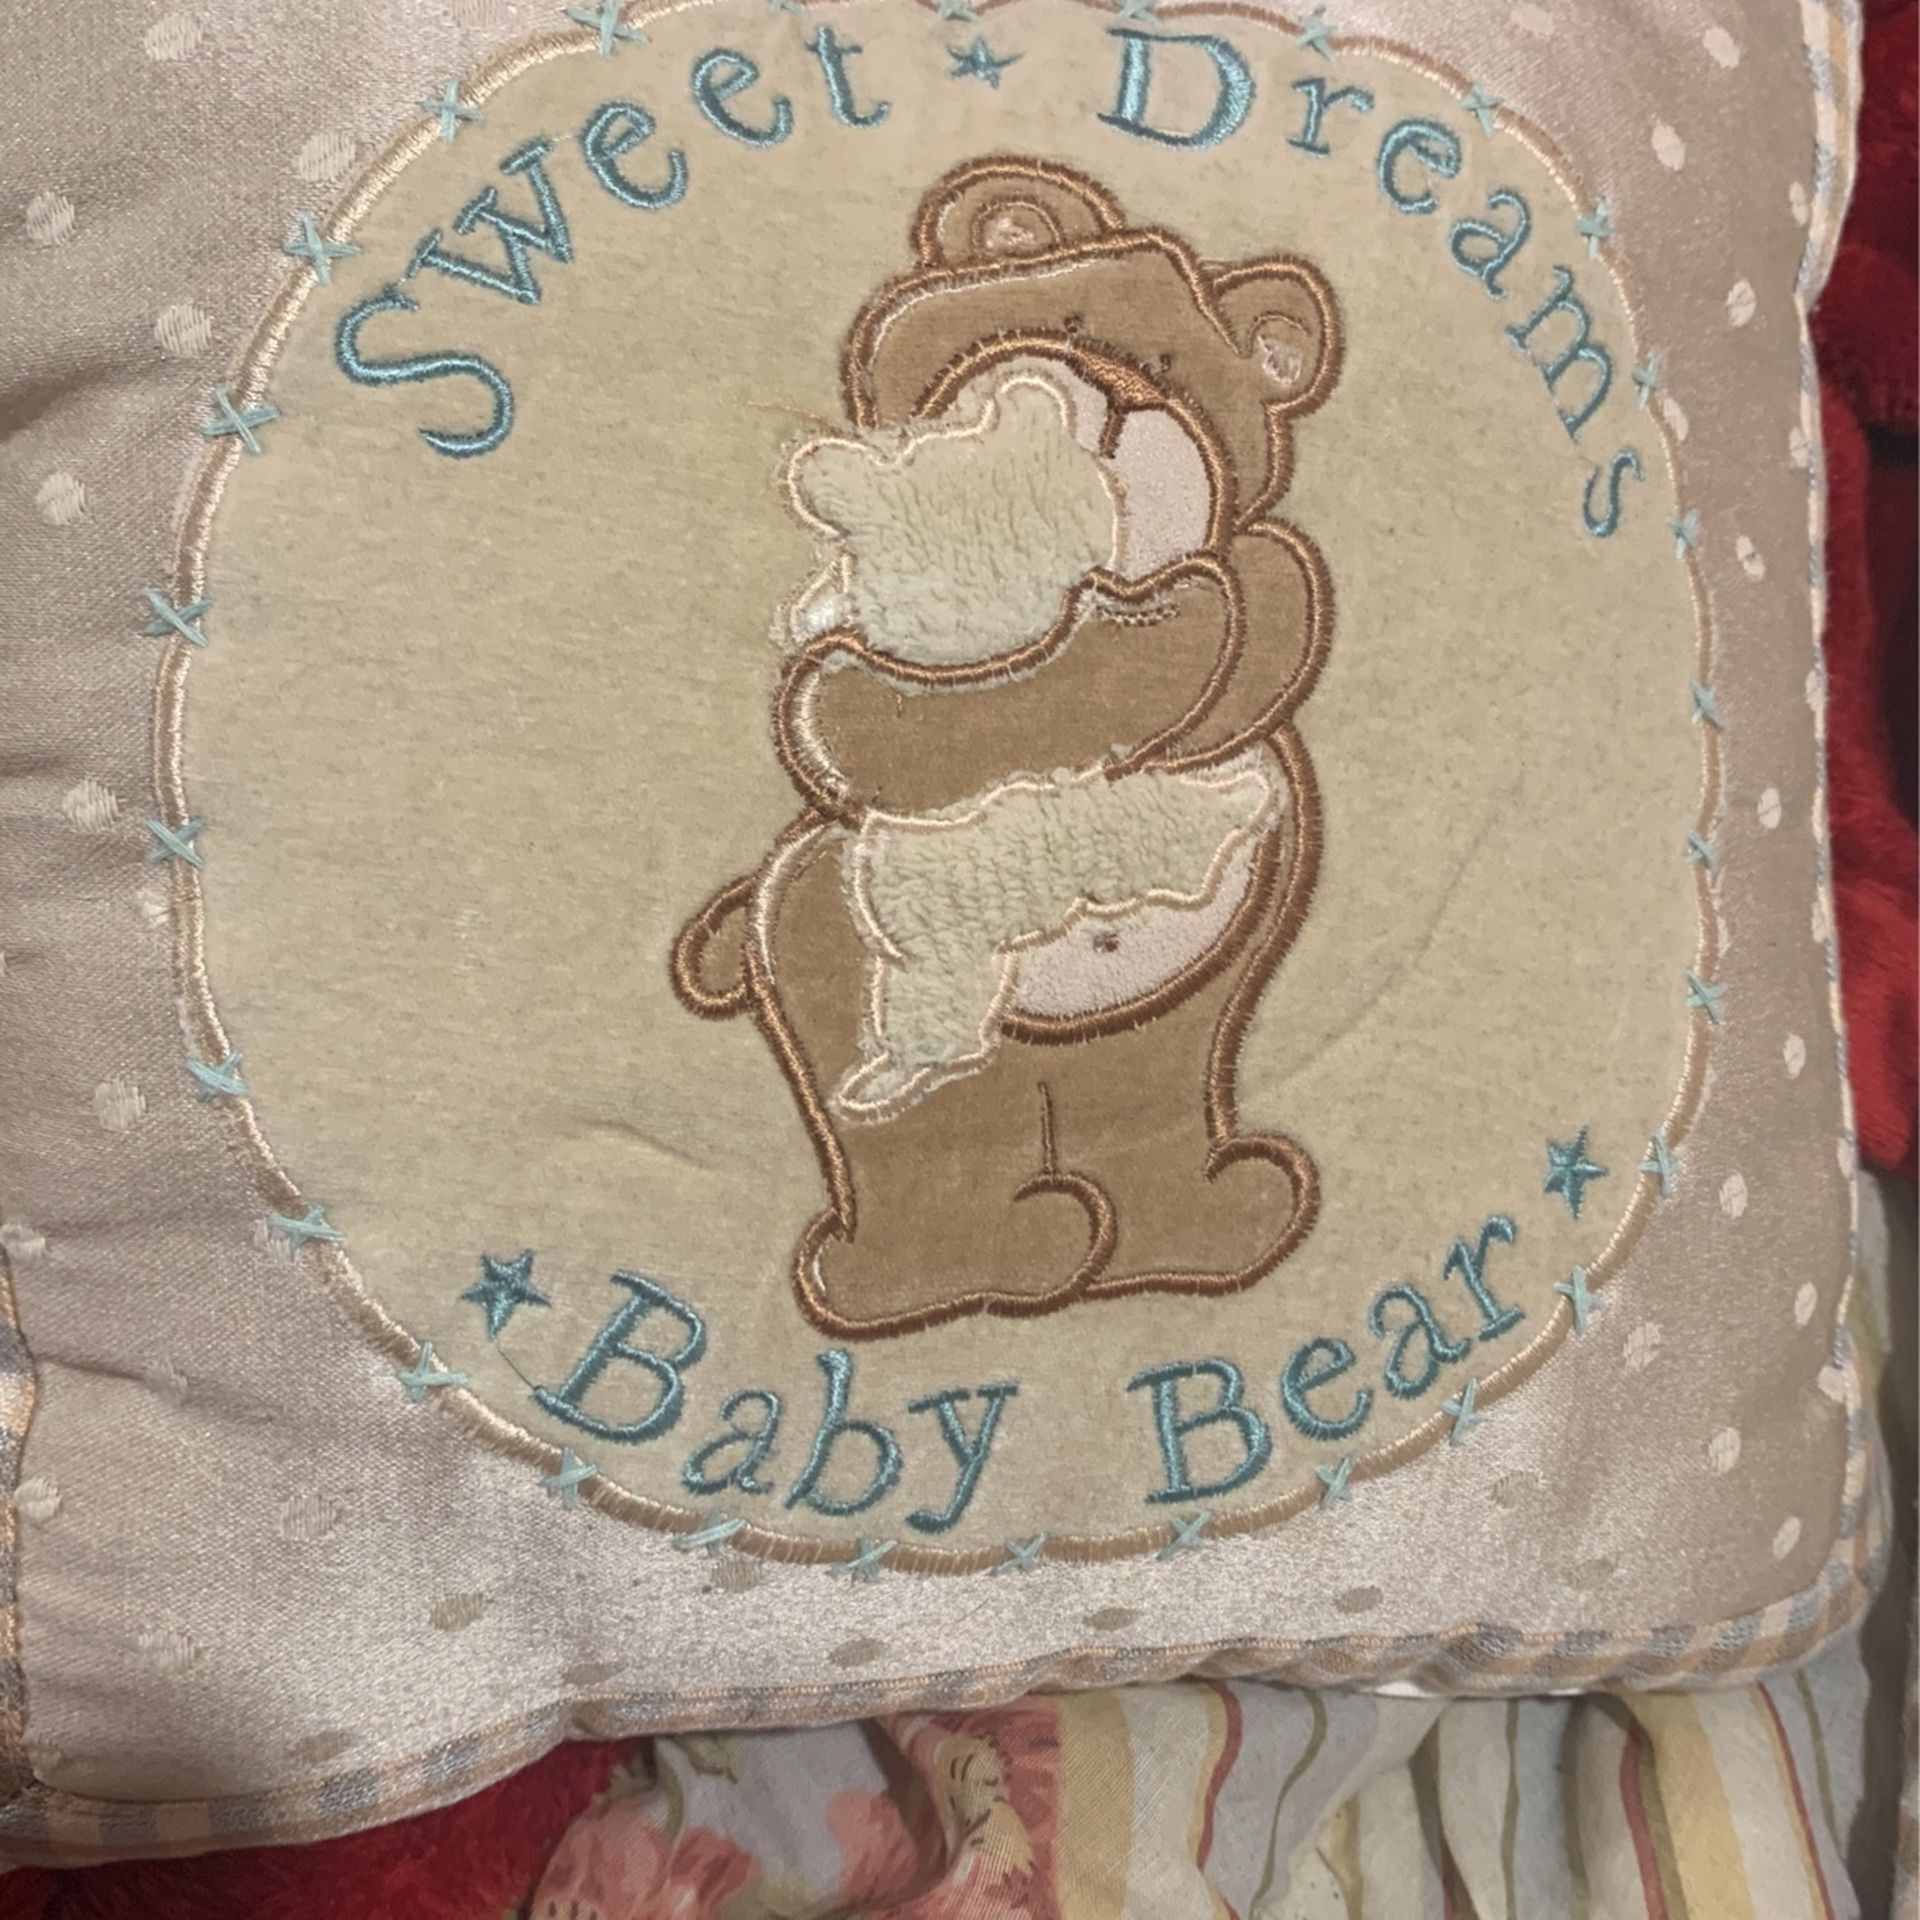 Sweet ★ Dreams
★ Baby Bear ★